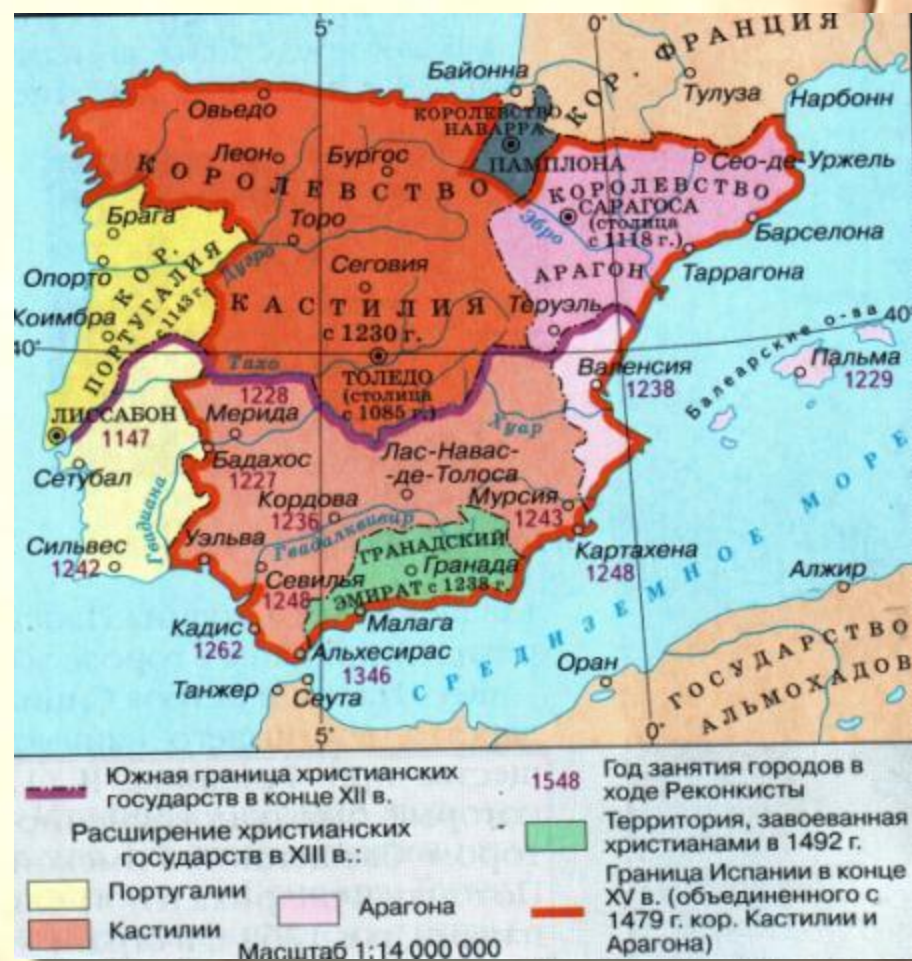 5°
0°
КОР. ФРАНЦИЯ
Байонна
Тулуза
Нарбонн
Овьедо
КОРОЛЕВСТВО
НАВАРРА
ПАМПЛОНА
Леон
Бургос
Сео-де-Уржель
КОРОЛЕВСТВО
КОРОЛЕВСТВО
САРАГОСА
(столица
с 1118 г.)
Брага
Торо
Эбро
Барселона
КОР.
ПОРТУГАЛИЯ
с 1143 г.
Опорто
Дуэро
Сеговия
АРАГОН
Таррагона
Коимбра
КАСТИЛИЯ
с 1230 г.
Теруэль
Балеарские о-ва
40°
40°
Тахо
ТОЛЕДО
(столица
с 1085 г.)
Валенсия
1238
Пальма
1229
1228
Мерида
ЛИССАБОН
1147
Хуар
Бадахос
1227
Лас-Навас-
-де-Толоса
Сетубал
Гвадиана
Кордова
1236
Мурсия
1243
Гвадалквивир
Сильвес
1242
Уэльва
ГРАНАДСКИЙ
Гранада
ЭМИРАТ с 1238 г.
Картахена
1248
Севилья
1248
СРЕДИЗЕМНОЕ МОРЕ
Алжир
Кадис
1262
Малага
Альхесирас
1346
Оран
ГОСУДАРСТВО
АЛЬМОХАДОВ
Танжер
Сеута
5°
0°
Южная граница христианских
государств в конце XII в.
Расширение христианских
государств в XIII в.:
Португалии
Арагона
Кастилии
Масштаб 1:14 000 000
1548
Год занятия городов в
ходе Реконкисты
Территория, завоеванная
христианами в 1492 г.
Граница Испании в конце
XV в. (объединенного с
1479 г. кор. Кастилии и
Арагона)